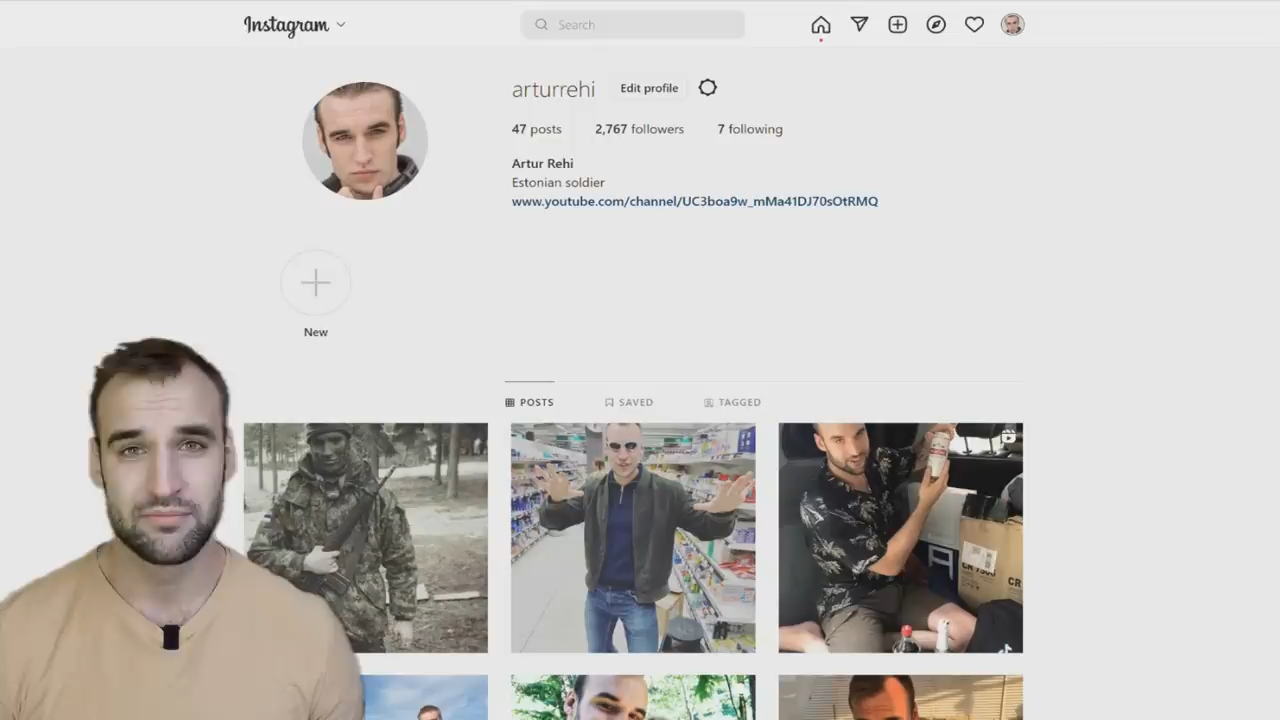 Instagram
Search
arturrehi
Edit profile
47 posts
2,767 followers
7 following
Artur Rehi
Estonian soldier
www.youtube.com/channel/UC3boa9w_mMa41DJ70sOtRMQ
New
POSTS
SAVED
TAGGED
CR